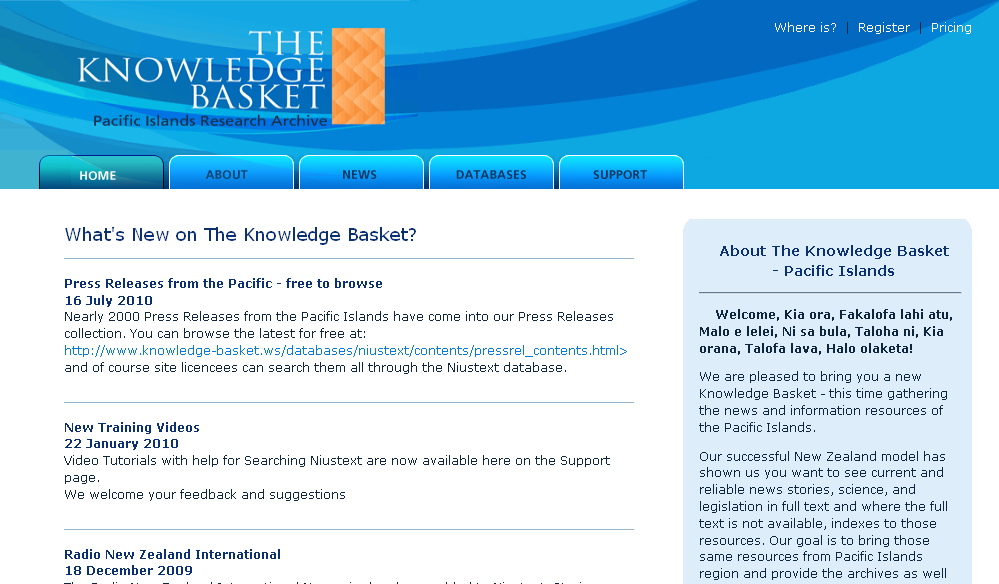 Where is? | Register | Pricing
THE
KNOWLEDGE
BASKET
Pacific Islands Research Archive
HOME ABOUT NEWS DATABASES SUPPORT
What's New on The Knowledge Basket?
Press Releases from the Pacific - free to browse
16 July 2010
Nearly 2000 Press Releases from the Pacific Islands have come into our Press Releases
collection. You can browse the latest for free at:
http://www.knowledge-basket.ws/databases/niustext/contents/pressrel_contents.html>
and of course site licencees can search them all through the Niustext database.
New Training Videos
22 January 2010
Video Tutorials with help for Searching Niustext are now available here on the Support
page.
We welcome your feedback and suggestions
Radio New Zealand International
18 December 2009
About The Knowledge Basket
- Pacific Islands
Welcome, Kia ora, Fakalofa lahi atu,
Malo e lelei, Ni sa bula, Taloha ni, Kia
orana, Talofa lava, Halo olaketa!
We are pleased to bring you a new
Knowledge Basket - this time gathering
the news and information resources of
the Pacific Islands.
Our successful New Zealand model has
shown us you want to see current and
reliable news stories, science, and
legislation in full text and where the full
text is not available, indexes to those
resources. Our goal is to bring those
same resources from Pacific Islands
region and provide the archives as well